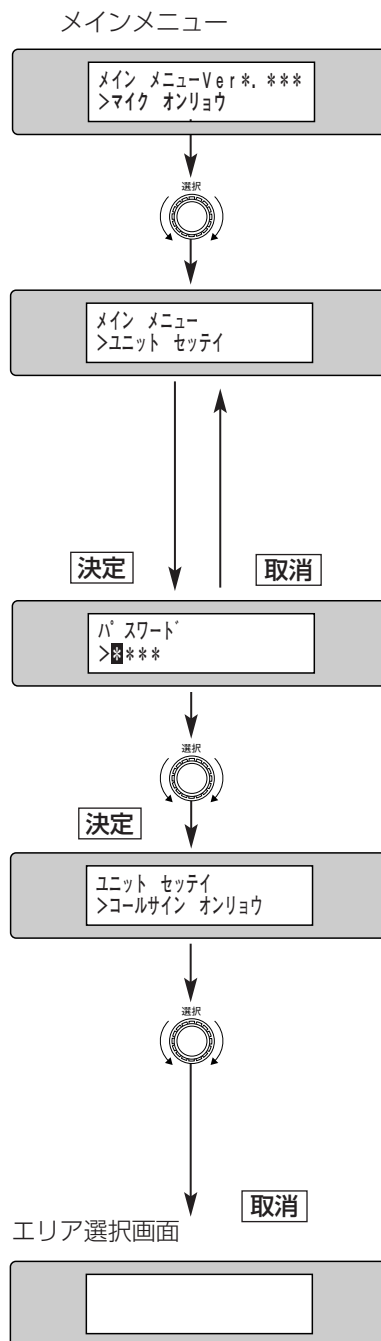 メインメニュー
メイン メニューVer*. ***
>マイク オンリョウ
選択
メイン メニュー
>ユニット セッテイ
決定 取消
パスワード
>****
選択
決定
ユニット セッテイ
>コールサイン オンリョウ
選択
取消
エリア選択画面